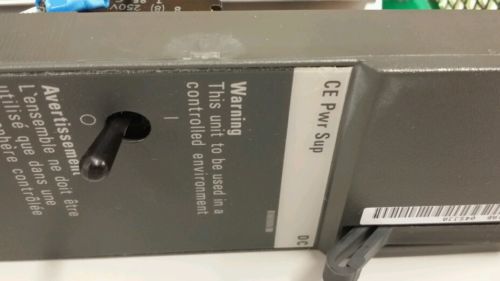 CE Pwr Sup
DC
Warning
This unit to be used in a
controlled environment
|
O
Avertissement
L'ensemble ne doit être
utilisé que dans une
sphère contrôlée
250V